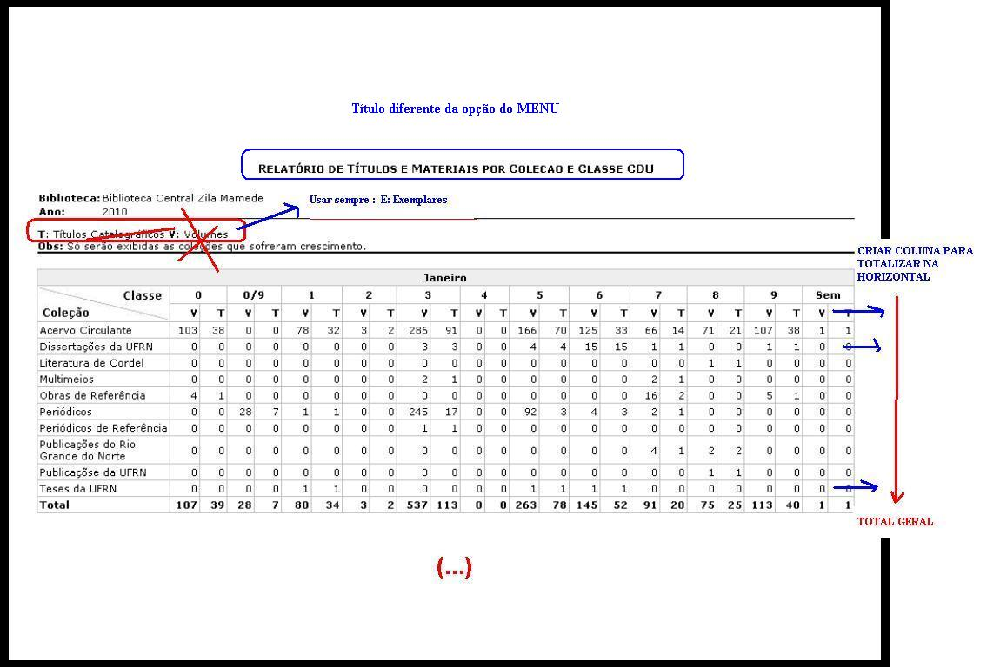 Título diferente da opção do MENU
RELATÓRIO DE TÍTULOS E MATERIAIS POR COLECAO E CLASSE CDU
Biblioteca: Biblioteca Central Zila Mamede
Ano: 2010
Usar sempre : E: Exemplares
T: Títulos Catalográficos V: Volumes
Obs: Só serão exibidas as coleções que sofreram crescimento.
CRIAR COLUNA PARA
TOTALIZAR NA
HORIZONTAL
Janeiro
Classe 0 0/9 1 2 3 4 5 6 7 8 9 Sem
Coleção V T V T V T V T V T V T V T V T V T V T V T V T
Acervo Circulante 103 38 0 0 78 32 3 2 286 91 0 0 166 70 125 33 66 14 71 21 107 38 1 1
Dissertações da UFRN 0 0 0 0 0 0 0 0 3 3 0 0 4 4 15 15 1 1 0 0 1 1 0 0
Literatura de Cordel 0 0 0 0 0 0 0 0 0 0 0 0 0 0 0 0 0 0 1 1 0 0 0 0
Multimeios 0 0 0 0 0 0 0 0 2 1 0 0 0 0 0 0 2 1 0 0 0 0 0 0
Obras de Referência 4 1 0 0 0 0 0 0 0 0 0 0 0 0 0 0 16 2 0 0 5 1 0 0
Periódicos 0 0 28 7 1 1 0 0 245 17 0 0 92 3 4 3 2 1 0 0 0 0 0 0
Periódicos de Referência 0 0 0 0 0 0 0 0 1 1 0 0 0 0 0 0 0 0 0 0 0 0 0 0
Publicações do Rio
Grande do Norte 0 0 0 0 0 0 0 0 0 0 0 0 0 0 0 0 4 1 2 2 0 0 0 0
Publicaçõse da UFRN 0 0 0 0 0 0 0 0 0 0 0 0 0 0 0 0 0 0 1 1 0 0 0 0
Teses da UFRN 0 0 0 0 1 1 0 0 0 0 0 0 1 1 1 1 0 0 0 0 0 0 0 0
Total 107 39 28 7 80 34 3 2 537 113 0 0 263 78 145 52 91 20 75 25 113 40 1 1
TOTAL GERAL
(...)